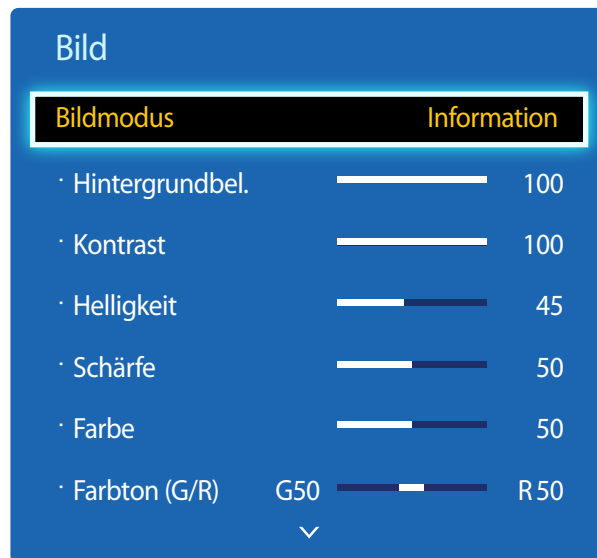 Bild
Bildmodus Information
· Hintergrundbel. 100
· Kontrast 100
· Helligkeit 45
· Schärfe 50
· Farbe 50
· Farbton (G/R) G50 R50